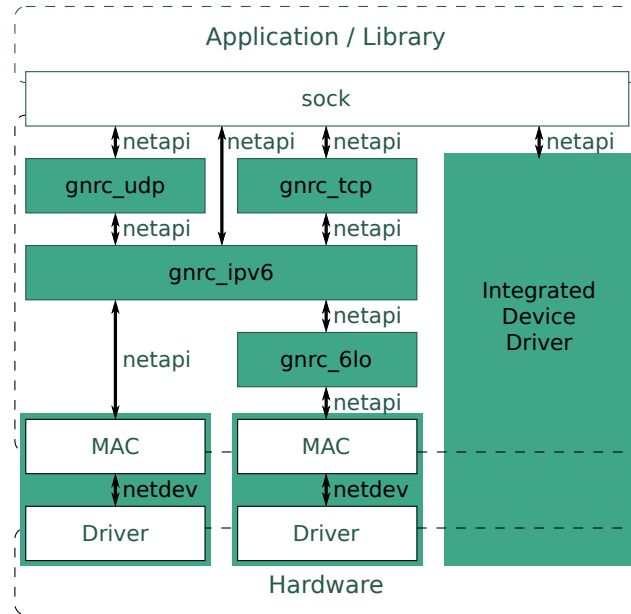 Application / Library
sock
netapi netapi netapi netapi
gnrc_udp gnrc_tcp
netapi netapi
gnrc_ipv6
Integrated
Device
Driver
netapi
netapi
gnrc_6lo
netapi
MAC MAC
netdev netdev
Driver Driver
Hardware